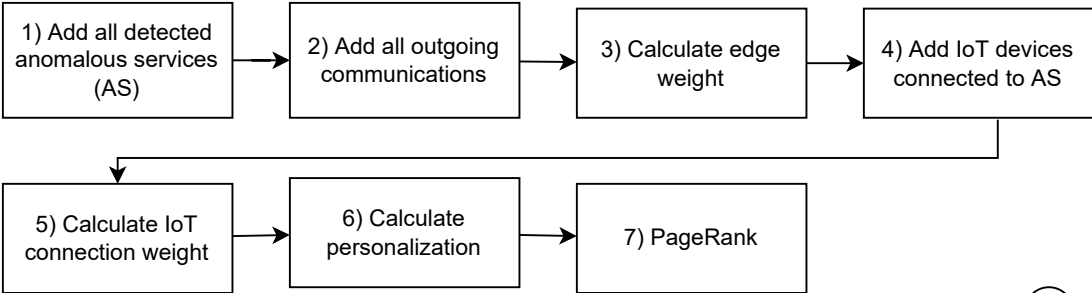 1) Add all detected
anomalous services
(AS)
2) Add all outgoing
communications
3) Calculate edge
weight
4) Add IoT devices
connected to AS
5) Calculate IoT
connection weight
6) Calculate
personalization
7) PageRank